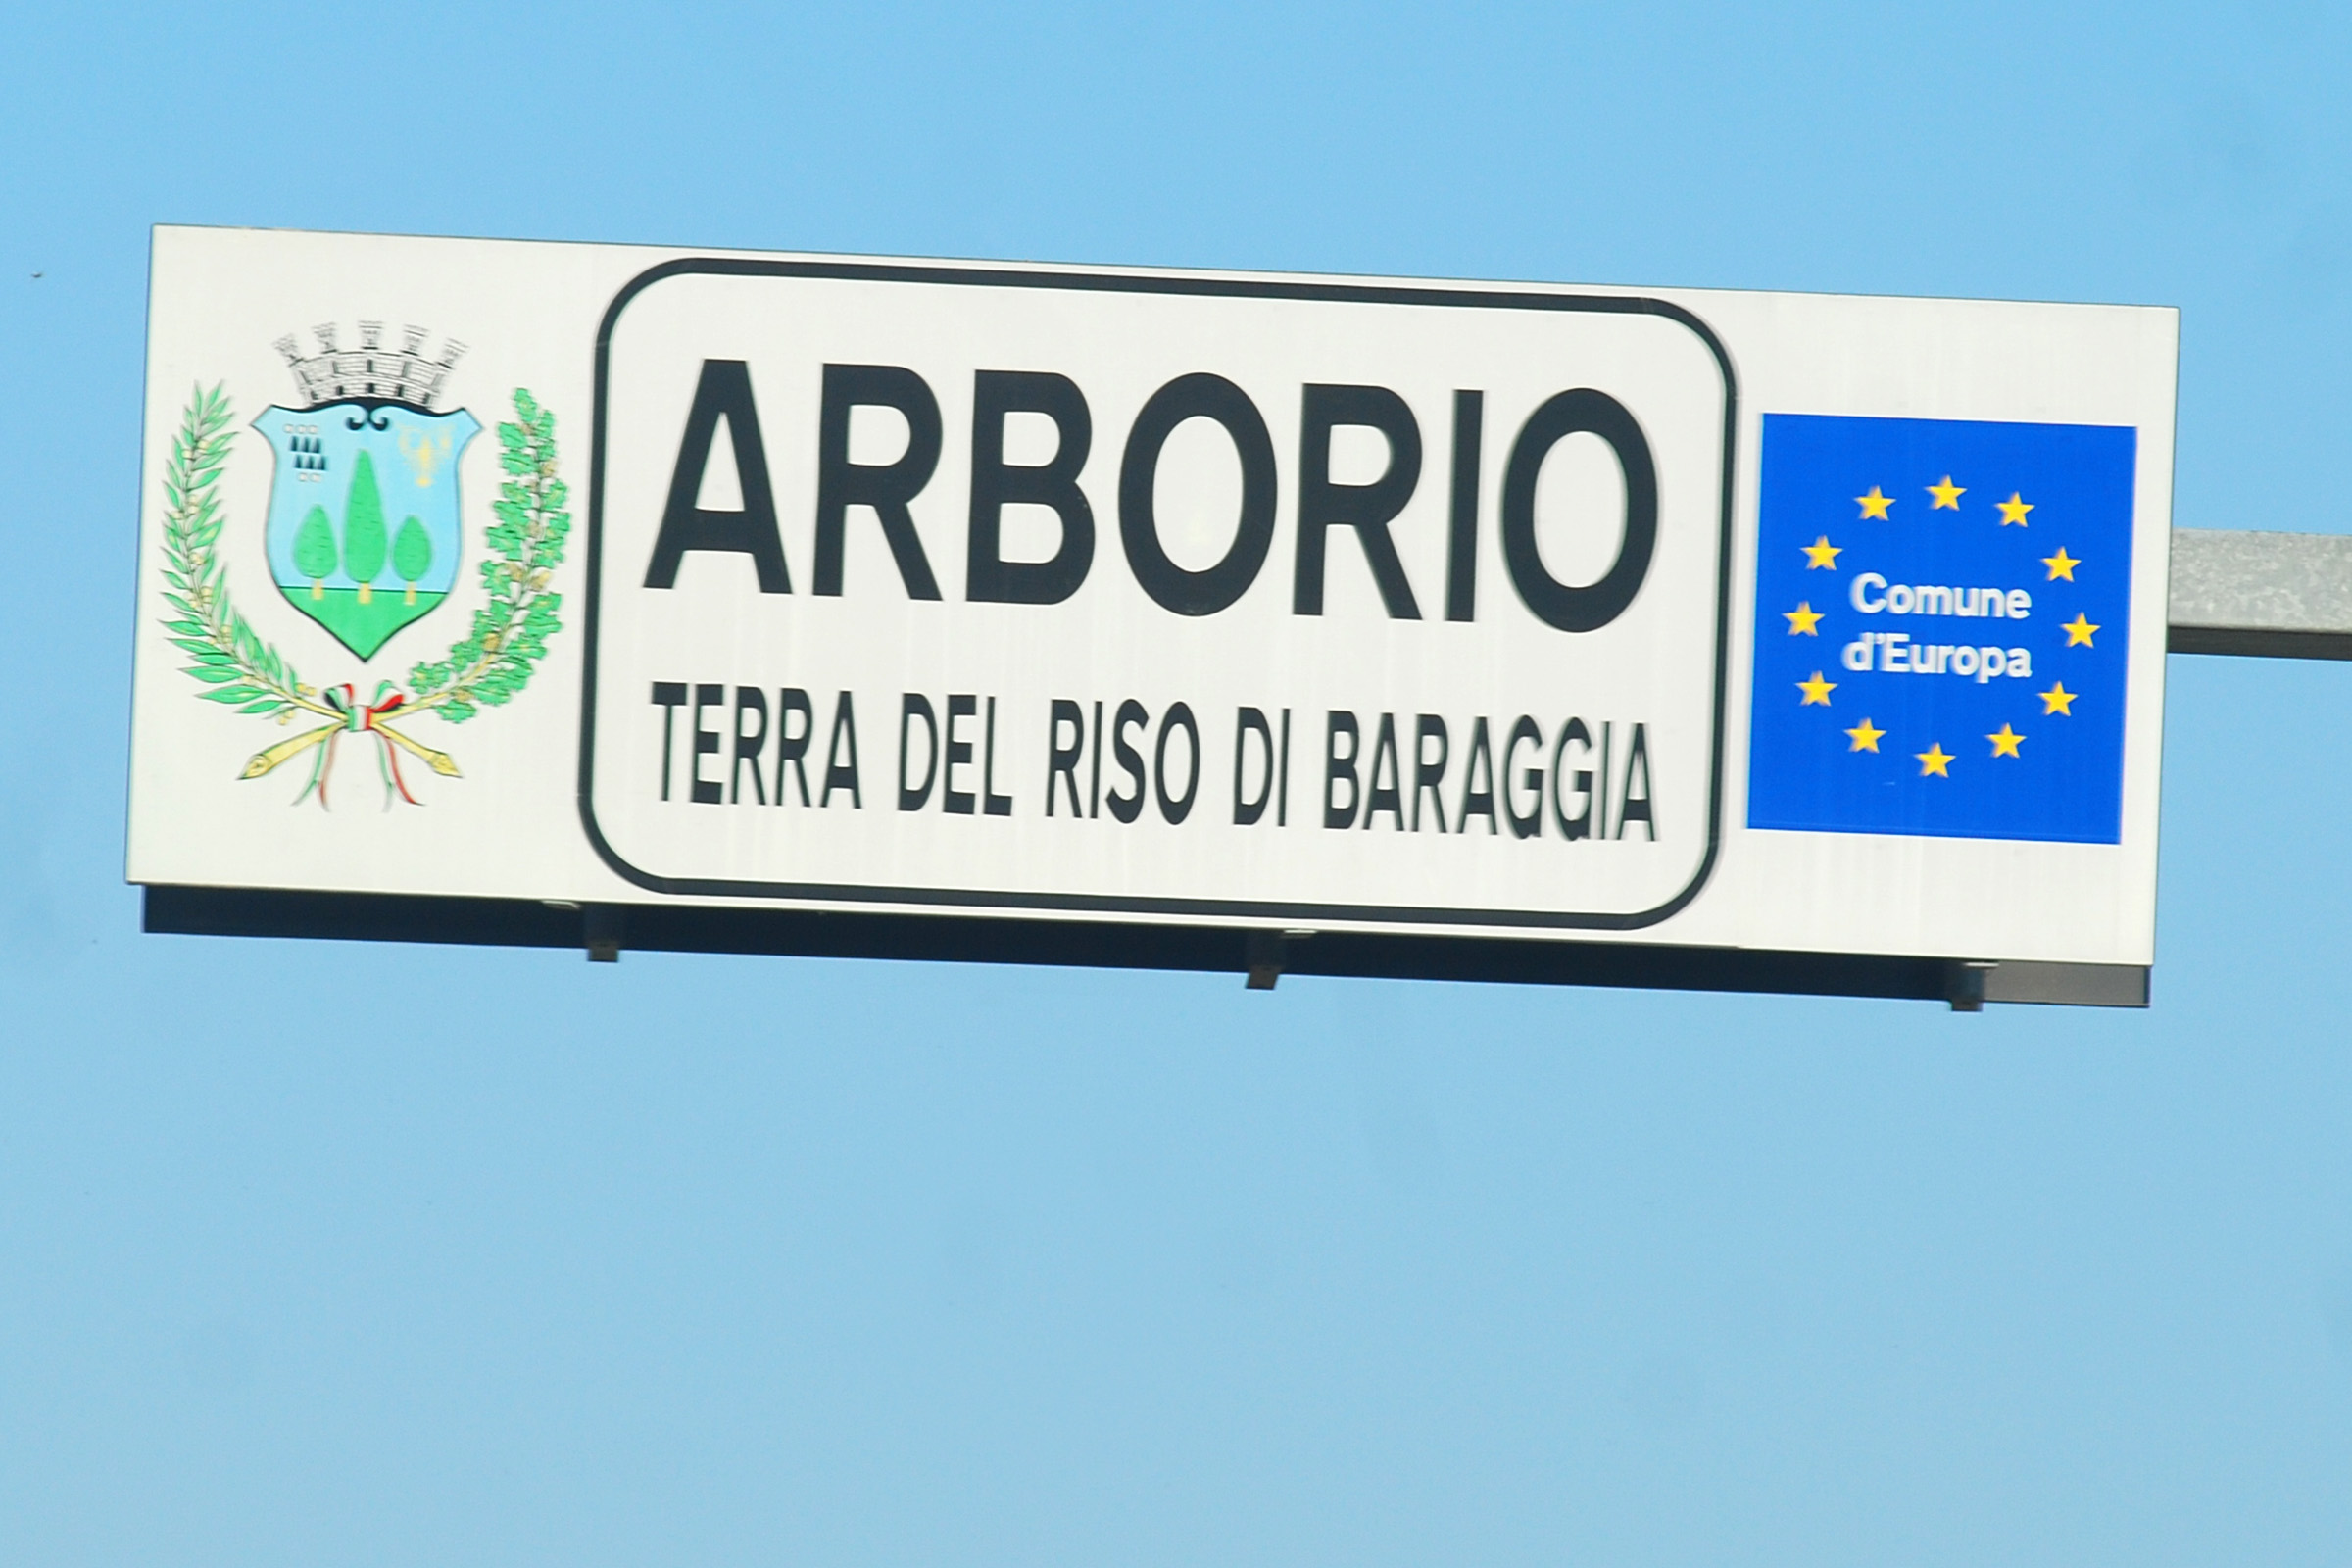 ARBORIO
TERRA DEL RISO DI BARAGGIA
Comune
d'Europa